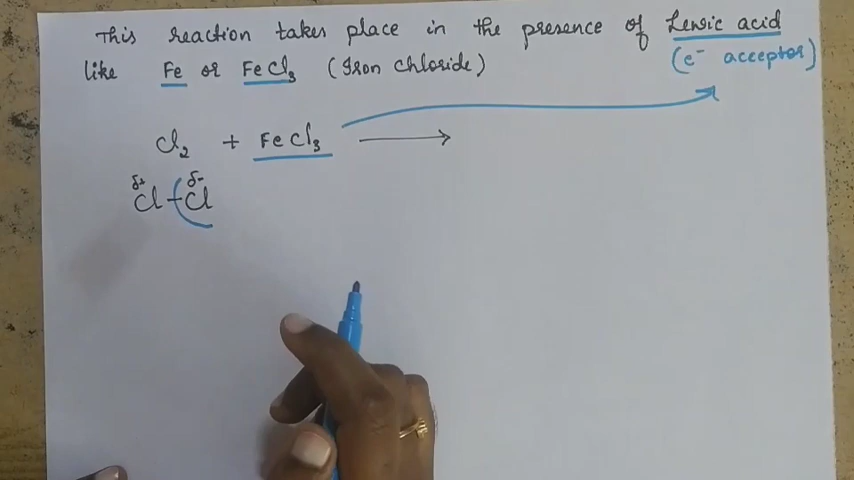 This reaction takes place in the presence of Lewic acid
like Fe or FeCl₃ (Iron Chloride) (e⁻ acceptor)
Cl₂ + FeCl₃ ⟶
δ+ δ-
Cl - Cl